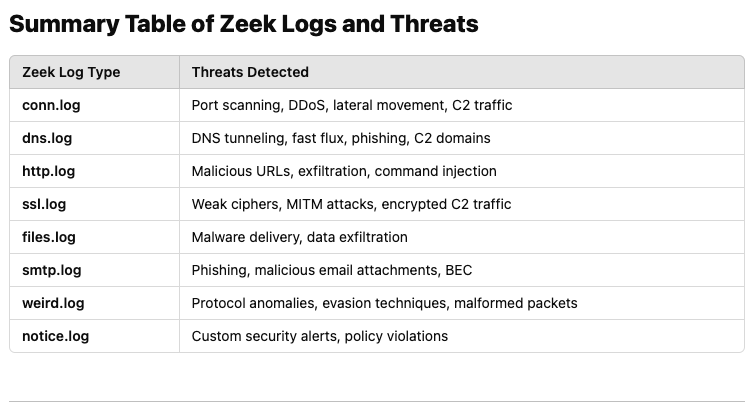 Summary Table of Zeek Logs and Threats
Zeek Log Type Threats Detected
conn.log Port scanning, DDoS, lateral movement, C2 traffic
dns.log DNS tunneling, fast flux, phishing, C2 domains
http.log Malicious URLs, exfiltration, command injection
ssl.log Weak ciphers, MITM attacks, encrypted C2 traffic
files.log Malware delivery, data exfiltration
smtp.log Phishing, malicious email attachments, BEC
weird.log Protocol anomalies, evasion techniques, malformed packets
notice.log Custom security alerts, policy violations